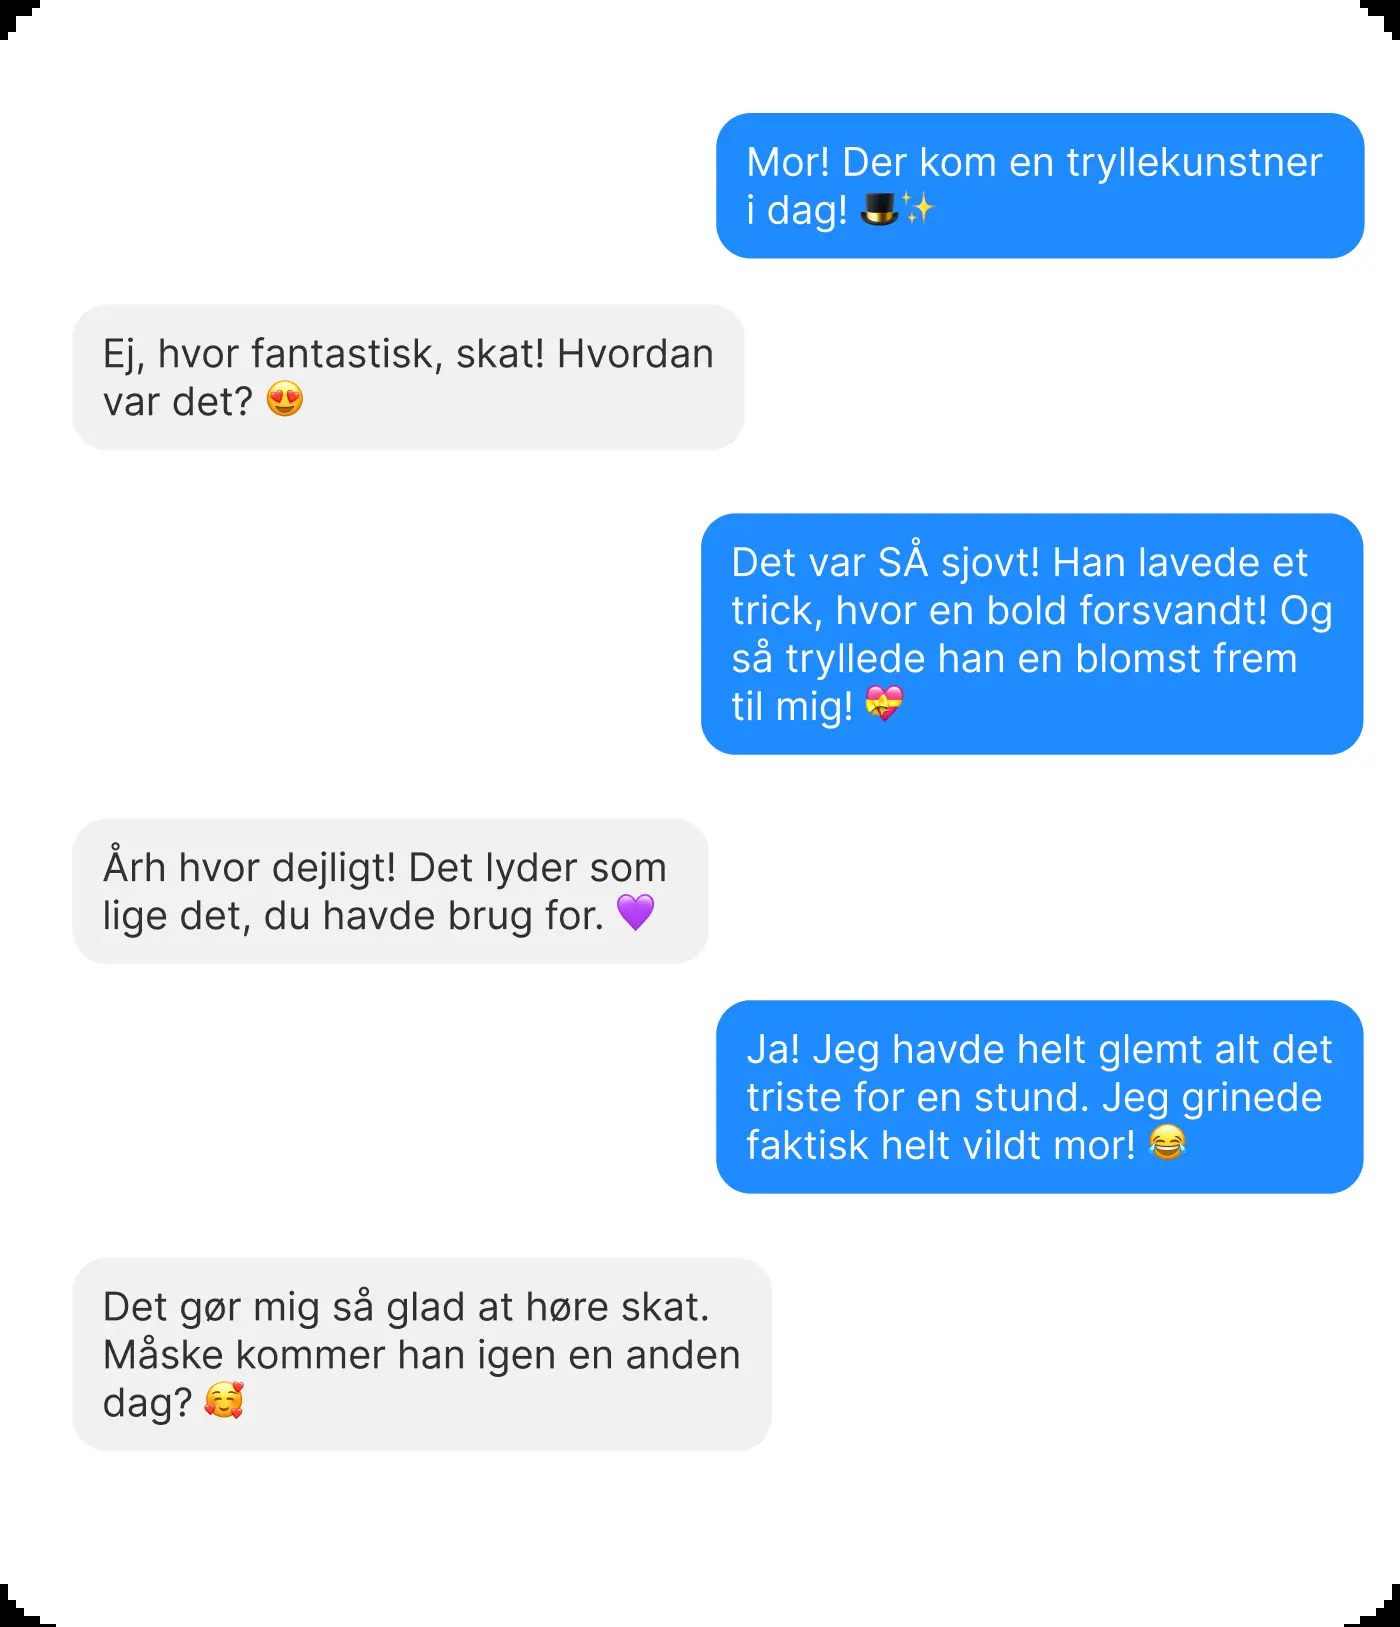 Mor! Der kom en tryllekunstner
i dag! 🎩✨
Ej, hvor fantastisk, skat! Hvordan
var det? 😍
Det var SÅ sjovt! Han lavede et
trick, hvor en bold forsvandt! Og
så tryllede han en blomst frem
til mig! 💝
Årh hvor dejligt! Det lyder som
lige det, du havde brug for. 💜
Ja! Jeg havde helt glemt alt det
triste for en stund. Jeg grinede
faktisk helt vildt mor! 😂
Det gør mig så glad at høre skat.
Måske kommer han igen en anden
dag? 🥰